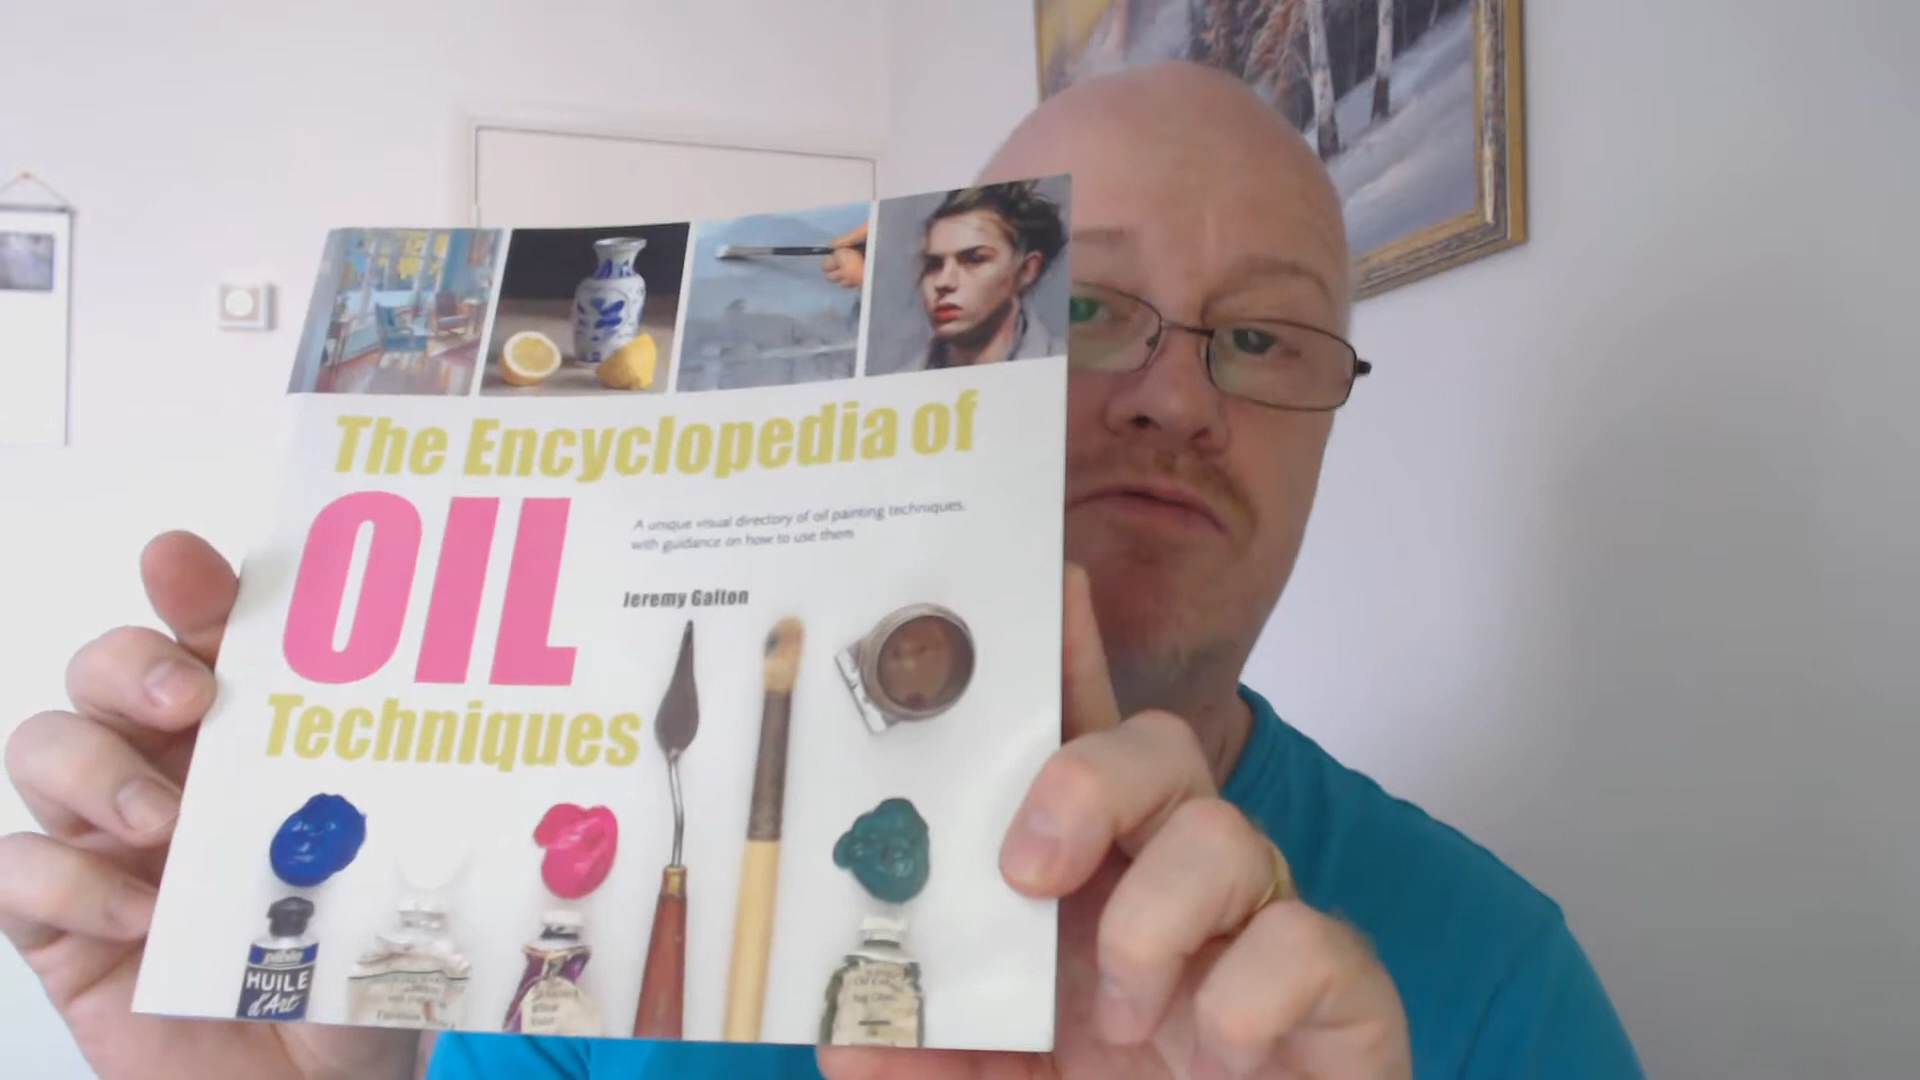 The Encyclopedia of
OIL
A unique visual directory of oil painting techniques,
with guidance on how to use them
Jeremy Galton
Techniques
pébéo
HUILE
d'Art